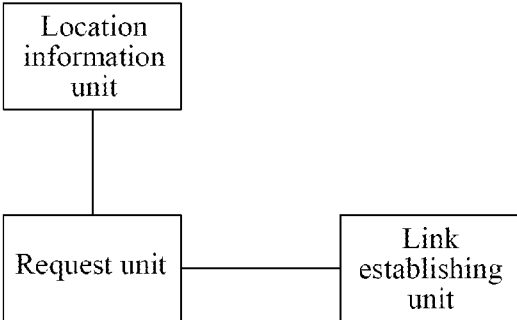 Location
information
unit
Request unit
Link
establishing
unit